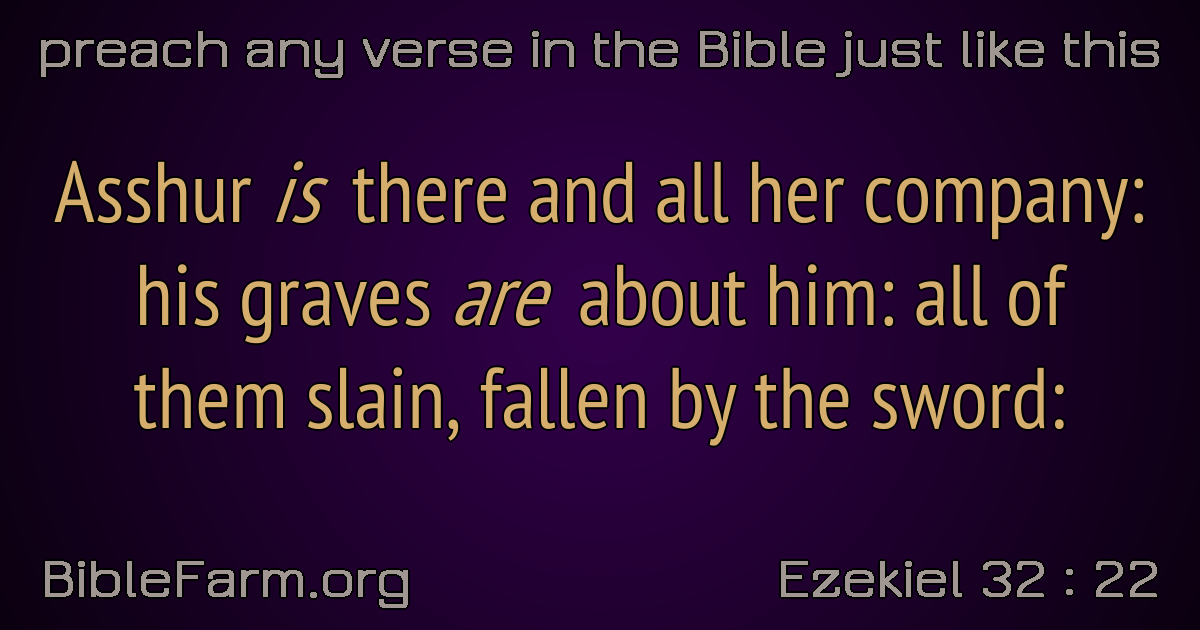 preach any verse in the Bible just like this
Asshur is there and all her company:
his graves are about him: all of
them slain, fallen by the sword:
BibleFarm.org
Ezekiel 32 : 22